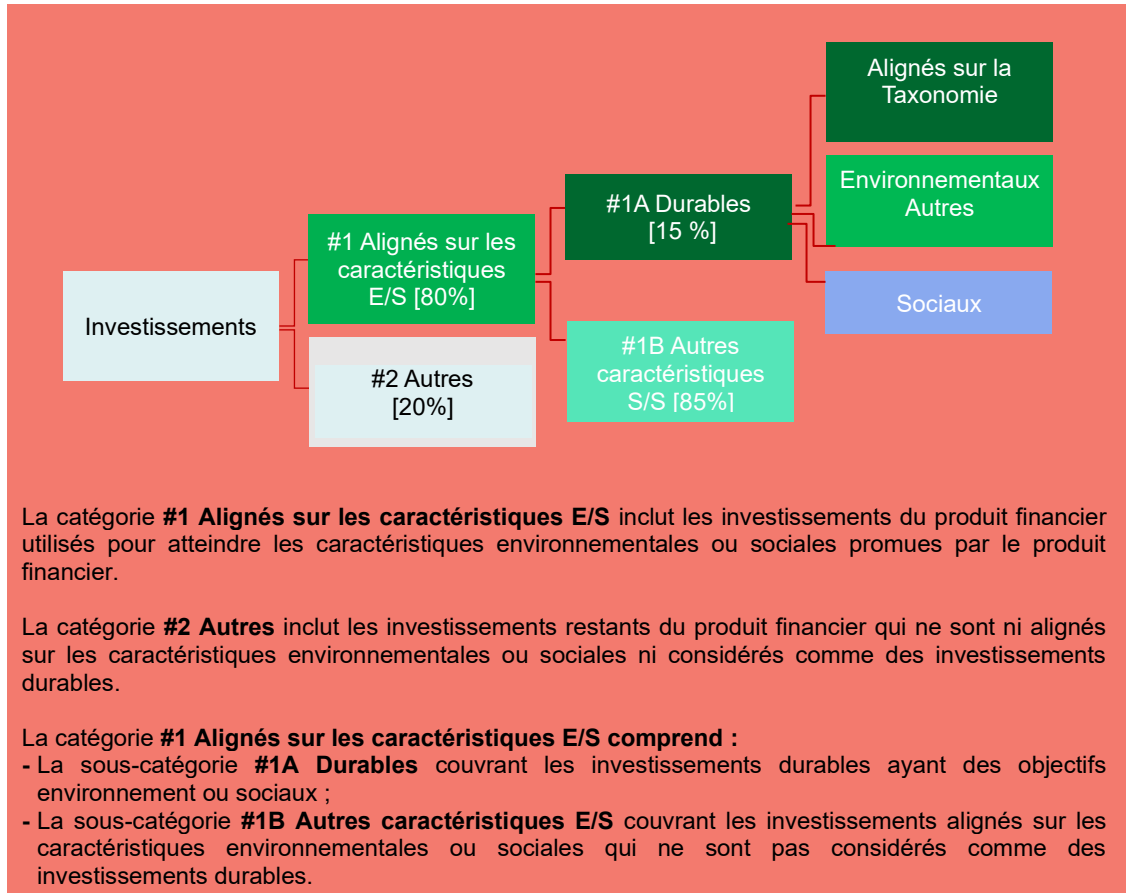 Alignés sur la
Taxonomie
Environnementaux
Autres
#1A Durables
[15 %]
#1 Alignés sur les
caractéristiques
E/S [80%]
Sociaux
Investissements
#1B Autres
caractéristiques
S/S [85%]
#2 Autres
[20%]
La catégorie #1 Alignés sur les caractéristiques E/S inclut les investissements du produit financier
utilisés pour atteindre les caractéristiques environnementales ou sociales promues par le produit
financier.
La catégorie #2 Autres inclut les investissements restants du produit financier qui ne sont ni alignés
sur les caractéristiques environnementales ou sociales ni considérés comme des investissements
durables.
La catégorie #1 Alignés sur les caractéristiques E/S comprend :
- La sous-catégorie #1A Durables couvrant les investissements durables ayant des objectifs
environnement ou sociaux ;
- La sous-catégorie #1B Autres caractéristiques E/S couvrant les investissements alignés sur les
caractéristiques environnementales ou sociales qui ne sont pas considérés comme des
investissements durables.